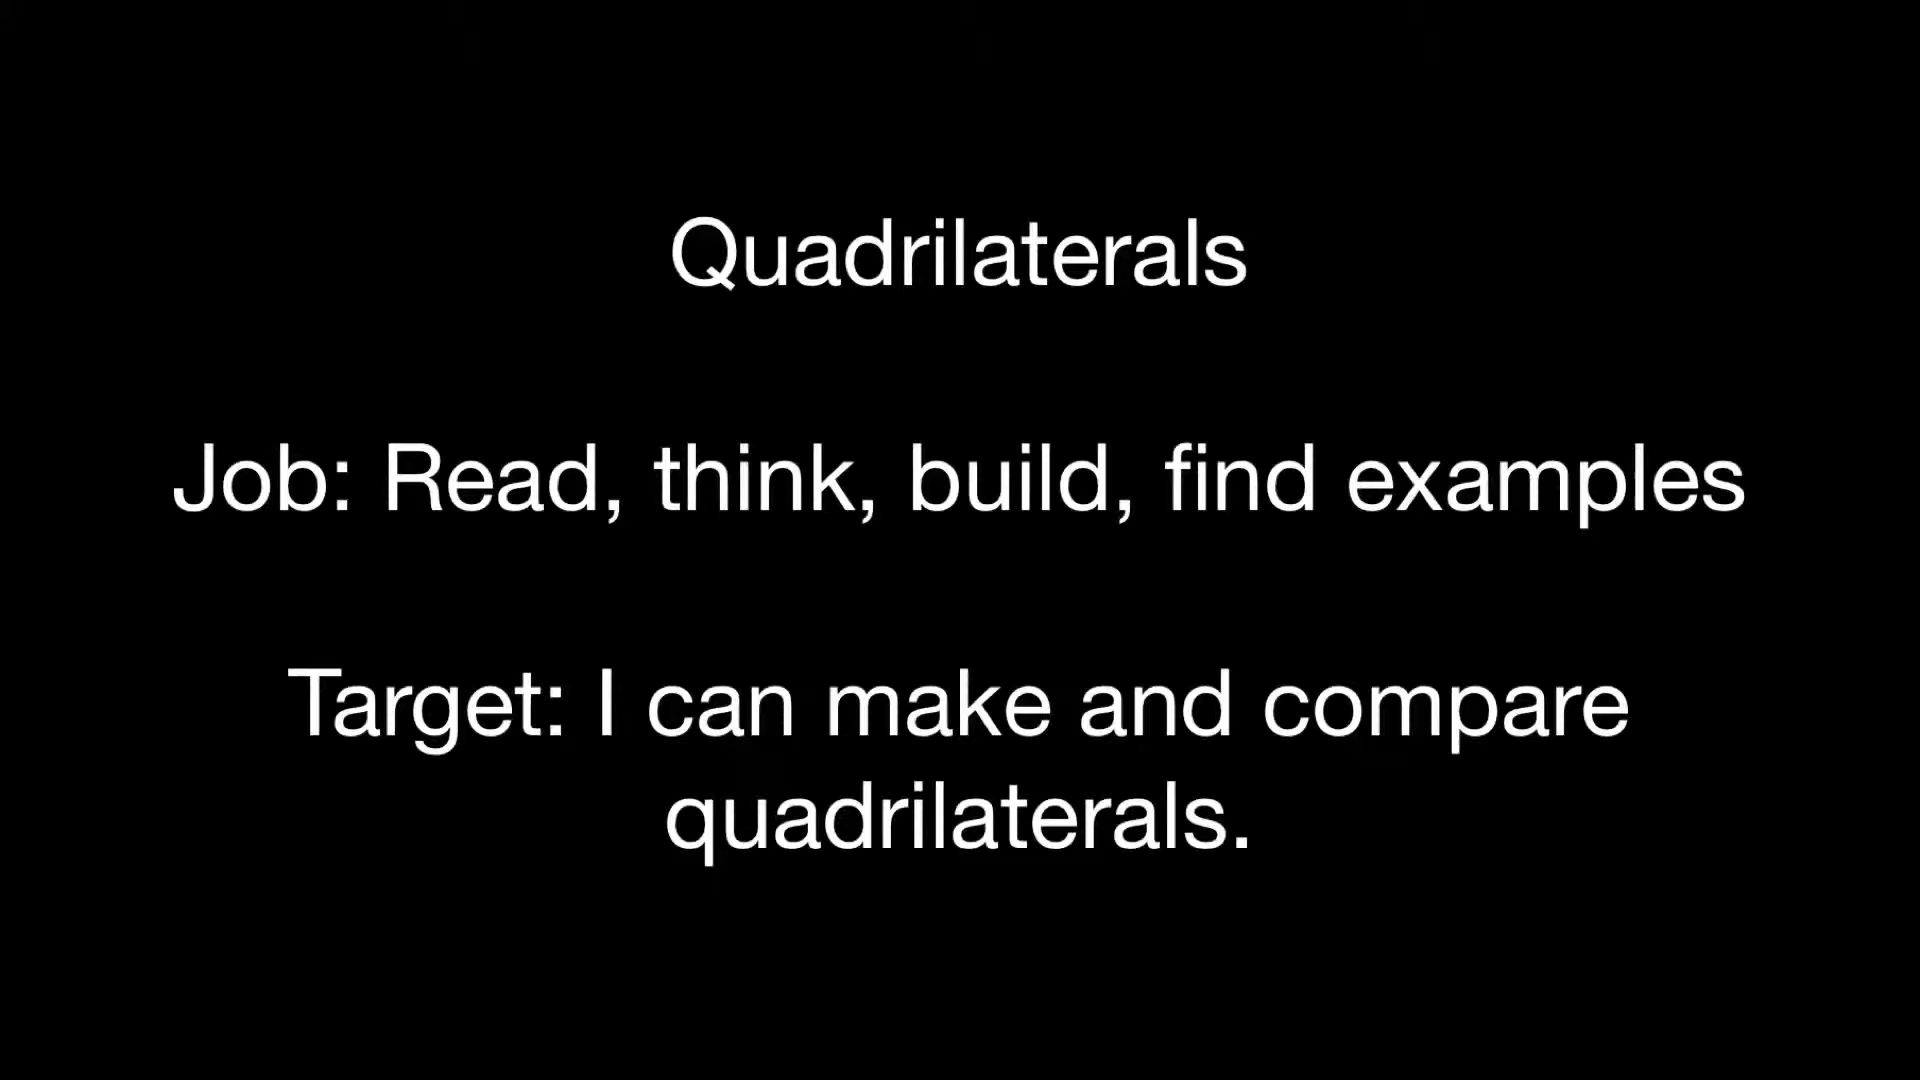 Quadrilaterals
Job: Read, think, build, find examples
Target: I can make and compare
quadrilaterals.